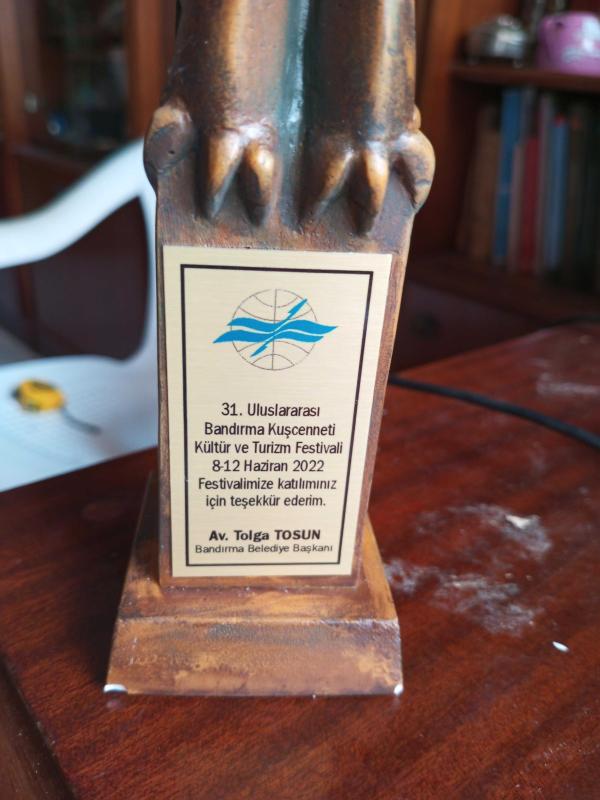 31. Uluslararası
Bandırma Kuşcenneti
Kültür ve Turizm Festivali
8-12 Haziran 2022
Festivalimize katılımınız
için teşekkür ederim.
Av. Tolga TOSUN
Bandırma Belediye Başkanı